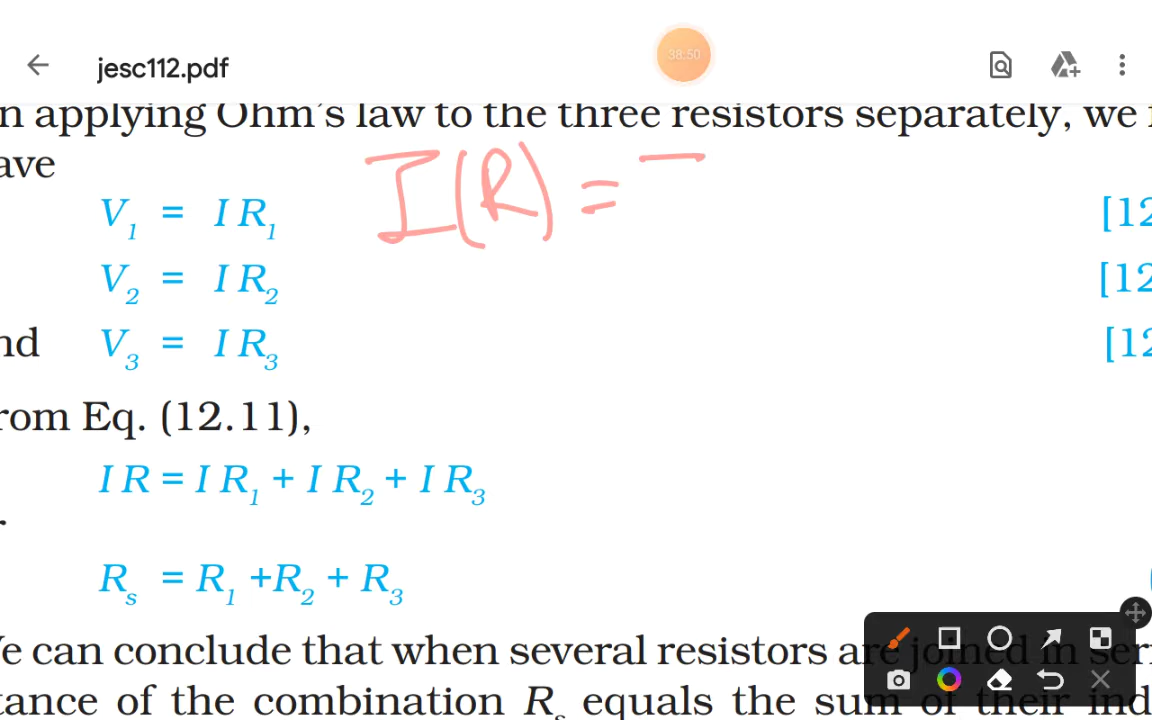 38:50
jesc112.pdf
n applying Ohm's law to the three resistors separately, we
ave
I(R) =
V₁ = I R₁ [12
V₂ = I R₂ [12
nd V₃ = I R₃ [12
rom Eq. (12.11),
I R = I R₁ + I R₂ + I R₃
Rₛ = R₁ +R₂ + R₃
e can conclude that when several resistors are joined in ser
tance of the combination Rₛ equals the sum of their ind